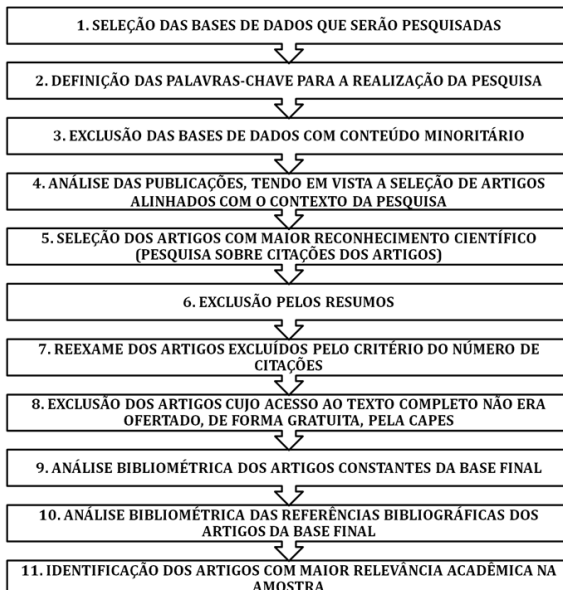 1. SELEÇÃO DAS BASES DE DADOS QUE SERÃO PESQUISADAS
2. DEFINIÇÃO DAS PALAVRAS-CHAVE PARA A REALIZAÇÃO DA PESQUISA
3. EXCLUSÃO DAS BASES DE DADOS COM CONTEÚDO MINORITÁRIO
4. ANÁLISE DAS PUBLICAÇÕES, TENDO EM VISTA A SELEÇÃO DE ARTIGOS
ALINHADOS COM O CONTEXTO DA PESQUISA
5. SELEÇÃO DOS ARTIGOS COM MAIOR RECONHECIMENTO CIENTÍFICO
(PESQUISA SOBRE CITAÇÕES DOS ARTIGOS)
6. EXCLUSÃO PELOS RESUMOS
7. REEXAME DOS ARTIGOS EXCLUÍDOS PELO CRITÉRIO DO NÚMERO DE
CITAÇÕES
8. EXCLUSÃO DOS ARTIGOS CUJO ACESSO AO TEXTO COMPLETO NÃO ERA
OFERTADO, DE FORMA GRATUITA, PELA CAPES
9. ANÁLISE BIBLIOMÉTRICA DOS ARTIGOS CONSTANTES DA BASE FINAL
10. ANÁLISE BIBLIOMÉTRICA DAS REFERÊNCIAS BIBLIOGRÁFICAS DOS
ARTIGOS DA BASE FINAL
11. IDENTIFICAÇÃO DOS ARTIGOS COM MAIOR RELEVÂNCIA ACADÊMICA NA
AMOSTRA